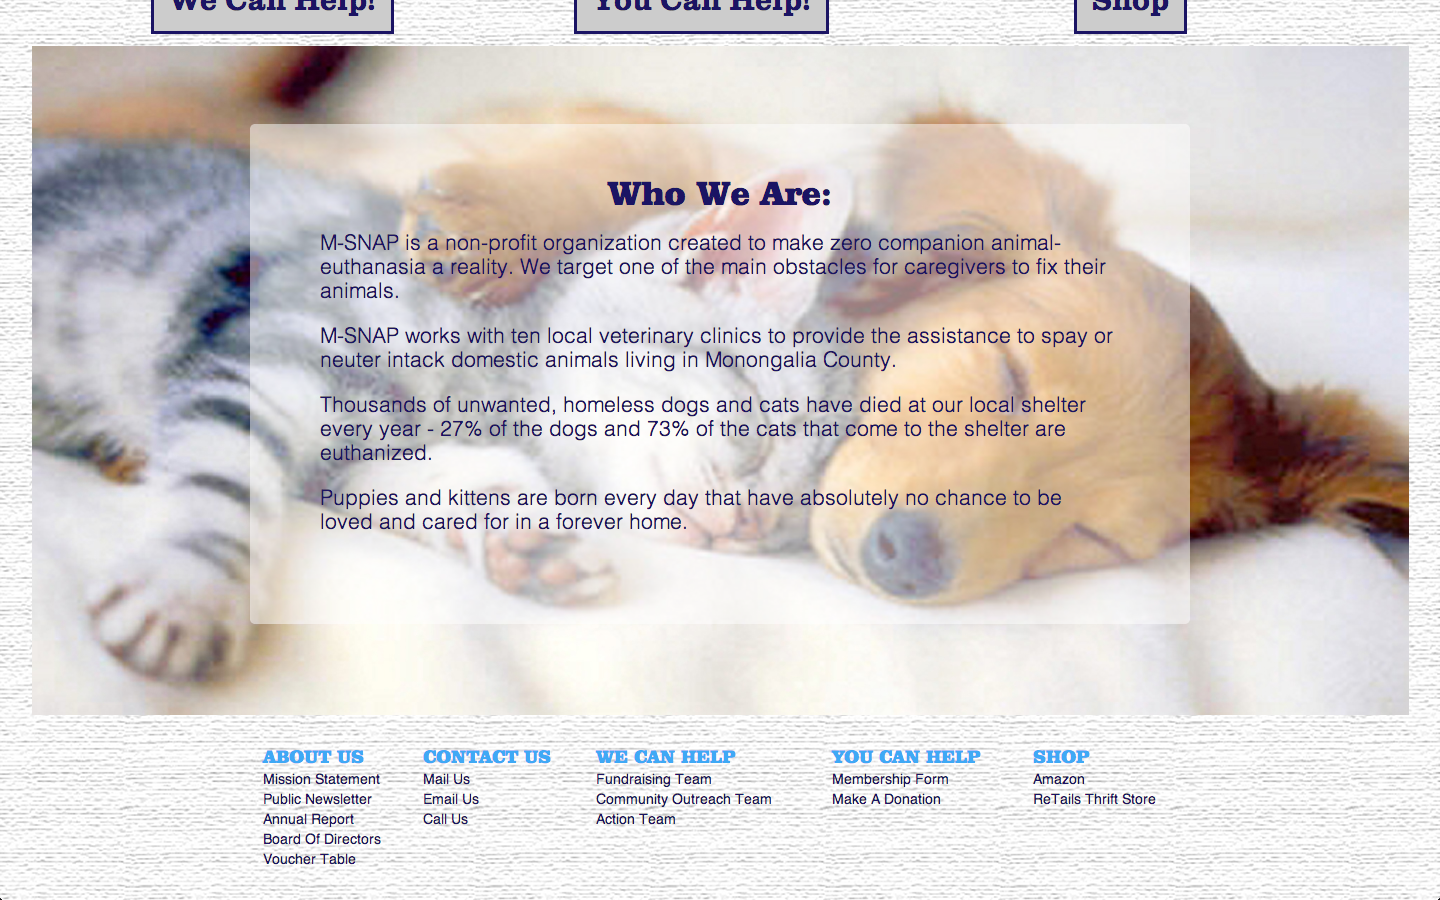 We Can Help!
You Can Help!
Shop
Who We Are:
M-SNAP is a non-profit organization created to make zero companion animal-
euthanasia a reality. We target one of the main obstacles for caregivers to fix their
animals.
M-SNAP works with ten local veterinary clinics to provide the assistance to spay or
neuter intack domestic animals living in Monongalia County.
Thousands of unwanted, homeless dogs and cats have died at our local shelter
every year - 27% of the dogs and 73% of the cats that come to the shelter are
euthanized.
Puppies and kittens are born every day that have absolutely no chance to be
loved and cared for in a forever home.
ABOUT US
Mission Statement
Public Newsletter
Annual Report
Board Of Directors
Voucher Table
CONTACT US
Mail Us
Email Us
Call Us
WE CAN HELP
Fundraising Team
Community Outreach Team
Action Team
YOU CAN HELP
Membership Form
Make A Donation
SHOP
Amazon
ReTails Thrift Store